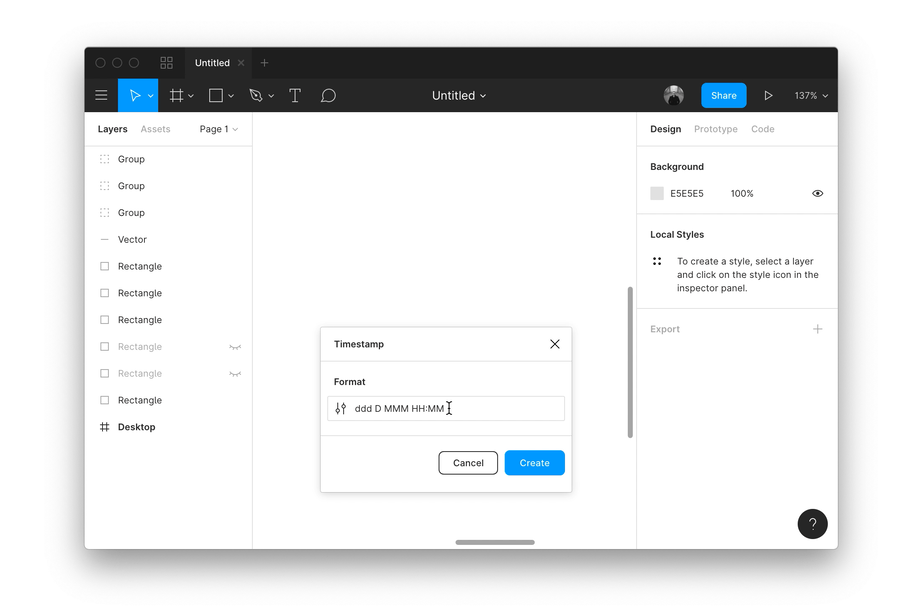 Untitled
Untitled
Share
137%
Layers
Assets
Page 1
Design
Prototype
Code
Group
Group
Group
Vector
Rectangle
Rectangle
Rectangle
Rectangle
Rectangle
Rectangle
Desktop
Timestamp
Format
ddd D MMM HH:MM
Cancel
Create
Background
E5E5E5
100%
Local Styles
To create a style, select a layer
and click on the style icon in the
inspector panel.
Export
?